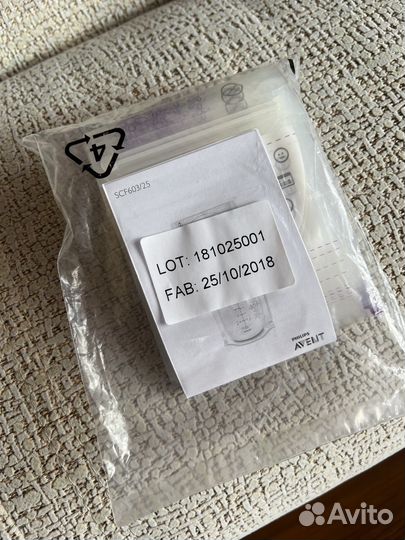 4
SCF603/25
LOT: 181025001
FAB: 25/10/2018
PHILIPS
AVENT
Avito